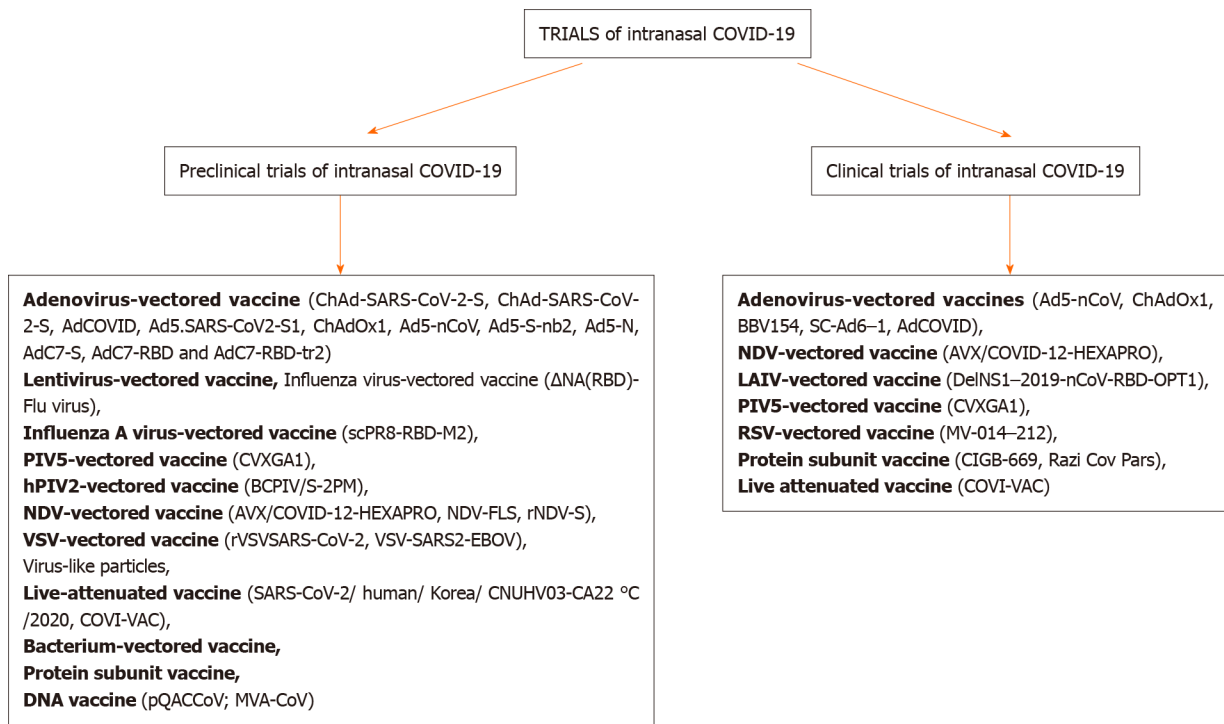 TRIALS of intranasal COVID-19
Preclinical trials of intranasal COVID-19
Clinical trials of intranasal COVID-19
Adenovirus-vectored vaccine (ChAd-SARS-CoV-2-S, ChAd-SARS-CoV-
2-S, AdCOVID, Ad5.SARS-CoV2-S1, ChAdOx1, Ad5-nCoV, Ad5-S-nb2, Ad5-N,
AdC7-S, AdC7-RBD and AdC7-RBD-tr2)
Lentivirus-vectored vaccine, Influenza virus-vectored vaccine (ΔNA(RBD)-
Flu virus),
Influenza A virus-vectored vaccine (scPR8-RBD-M2),
PIV5-vectored vaccine (CVXGA1),
hPIV2-vectored vaccine (BCPIV/S-2PM),
NDV-vectored vaccine (AVX/COVID-12-HEXAPRO, NDV-FLS, rNDV-S),
VSV-vectored vaccine (rVSVSARS-CoV-2, VSV-SARS2-EBOV),
Virus-like particles,
Live-attenuated vaccine (SARS-CoV-2/ human/ Korea/ CNUHV03-CA22 ºC
/2020, COVI-VAC),
Bacterium-vectored vaccine,
Protein subunit vaccine,
DNA vaccine (pQACCoV; MVA-CoV)
Adenovirus-vectored vaccines (Ad5-nCoV, ChAdOx1,
BBV154, SC-Ad6–1, AdCOVID),
NDV-vectored vaccine (AVX/COVID-12-HEXAPRO),
LAIV-vectored vaccine (DelNS1–2019-nCoV-RBD-OPT1),
PIV5-vectored vaccine (CVXGA1),
RSV-vectored vaccine (MV-014–212),
Protein subunit vaccine (CIGB-669, Razi Cov Pars),
Live attenuated vaccine (COVI-VAC)